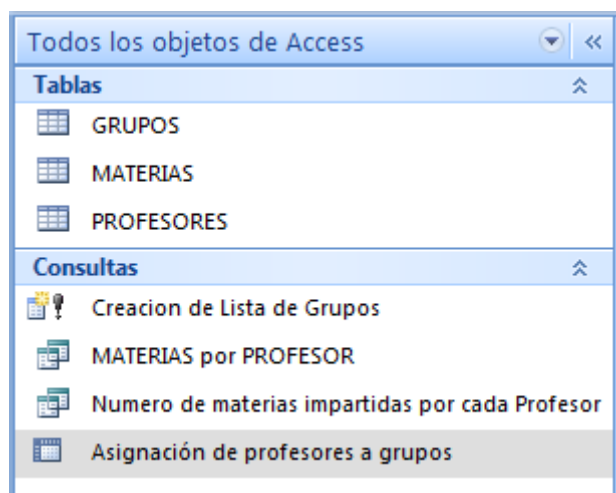 Todos los objetos de Access
Tablas
GRUPOS
MATERIAS
PROFESORES
Consultas
Creacion de Lista de Grupos
MATERIAS por PROFESOR
Numero de materias impartidas por cada Profesor
Asignación de profesores a grupos